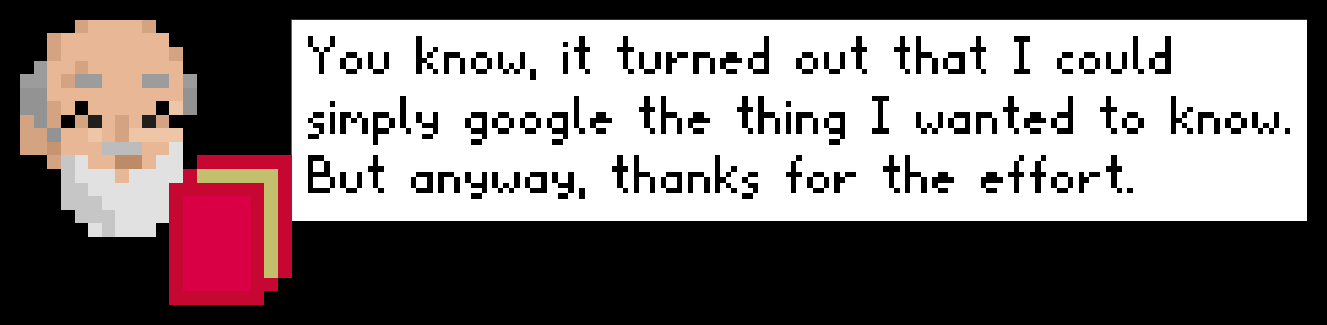 You know, it turned out that I could
simply google the thing I wanted to know.
But anyway, thanks for the effort.